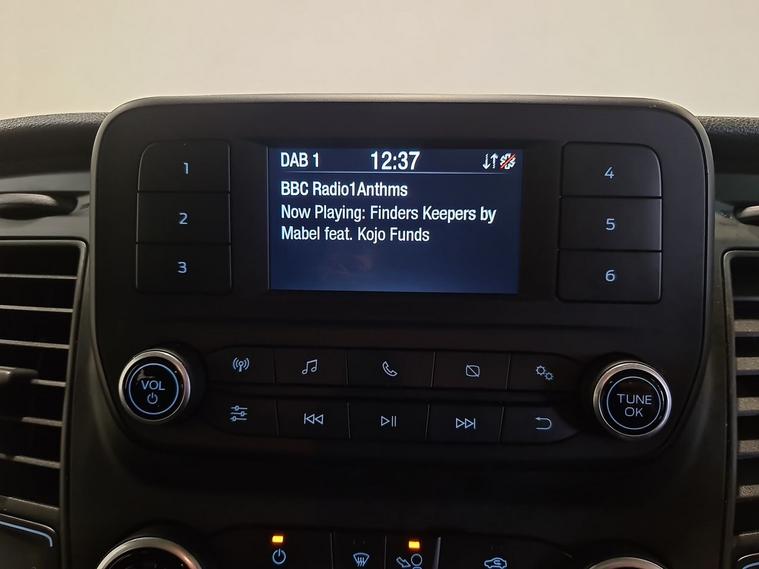 DAB 1 12:37
BBC Radio1Anthms
Now Playing: Finders Keepers by
Mabel feat. Kojo Funds
1
2
3
4
5
6
VOL
TUNE
OK